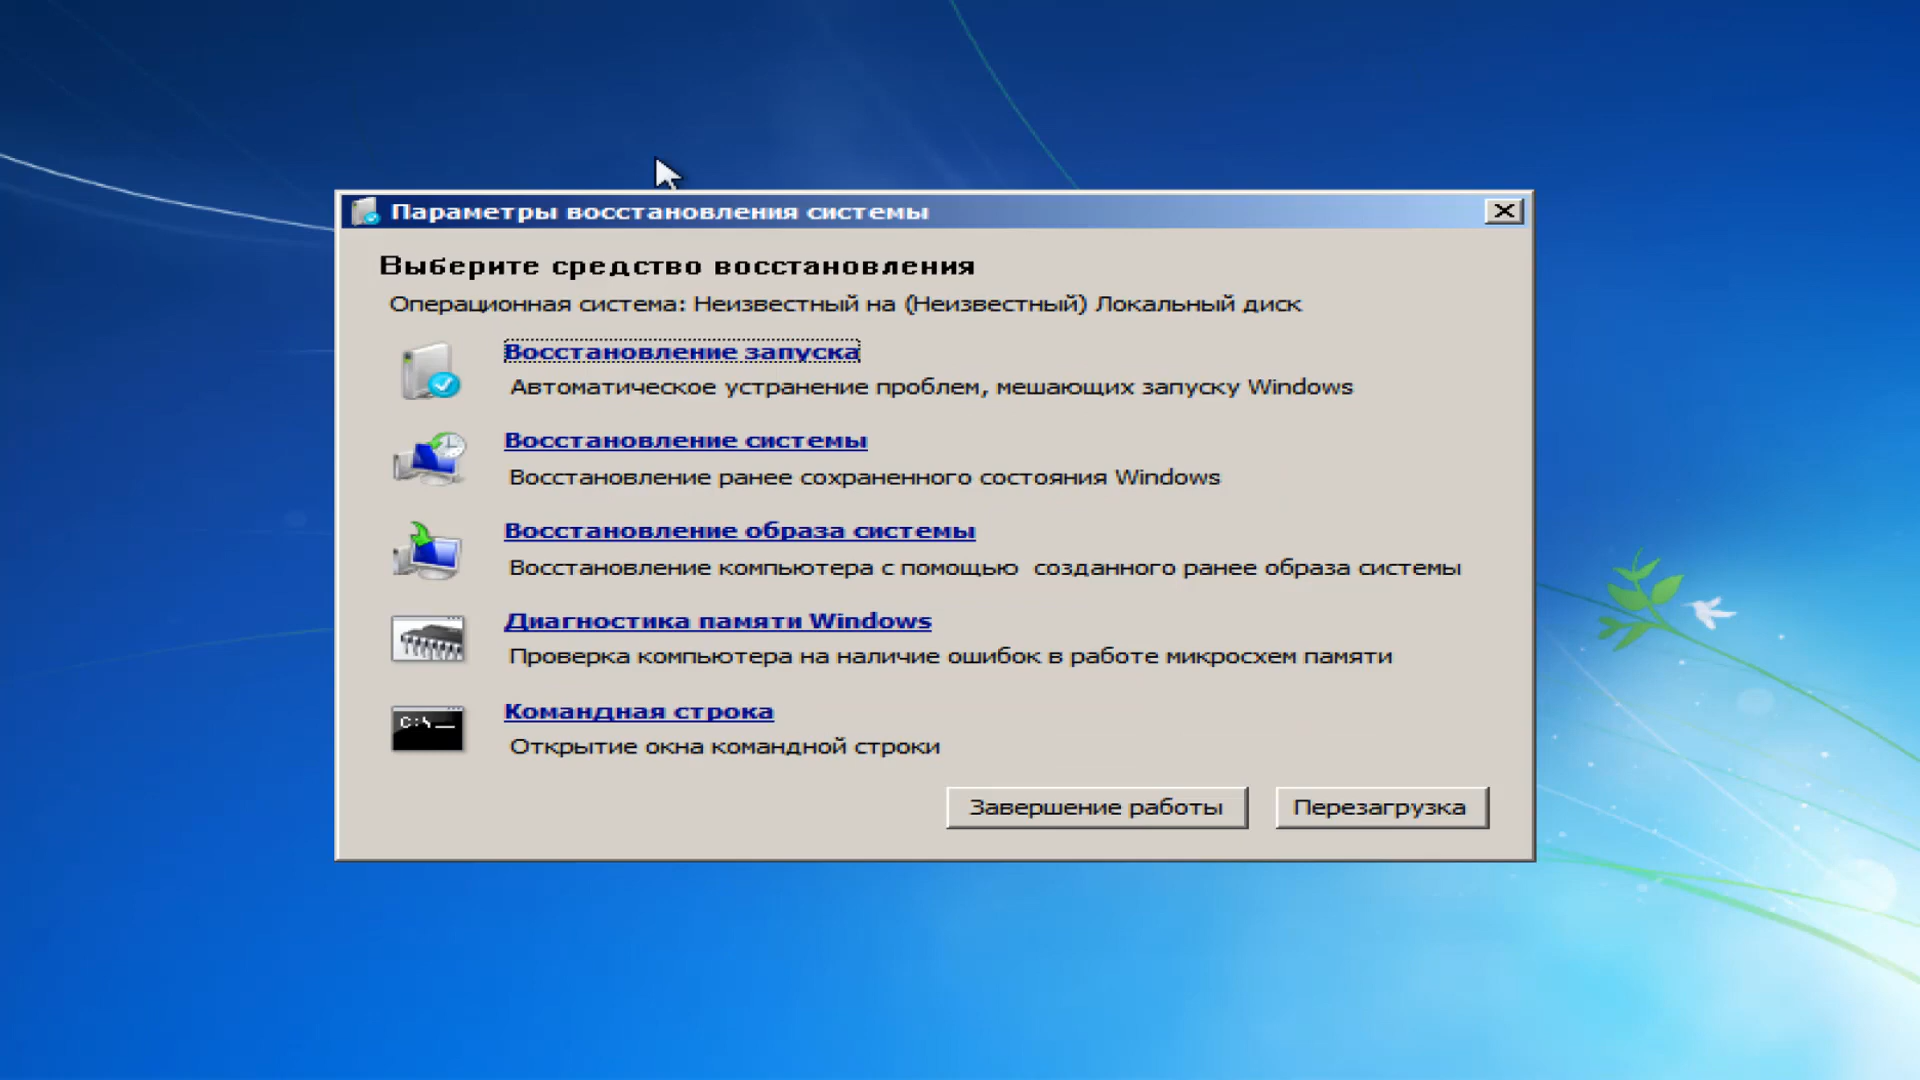 Параметры восстановления системы
Выберите средство восстановления
Операционная система: Неизвестный на (Неизвестный) Локальный диск
Восстановление запуска
Автоматическое устранение проблем, мешающих запуску Windows
Восстановление системы
Восстановление ранее сохраненного состояния Windows
Восстановление образа системы
Восстановление компьютера с помощью созданного ранее образа системы
Диагностика памяти Windows
Проверка компьютера на наличие ошибок в работе микросхем памяти
C:\
Командная строка
Открытие окна командной строки
Завершение работы
Перезагрузка